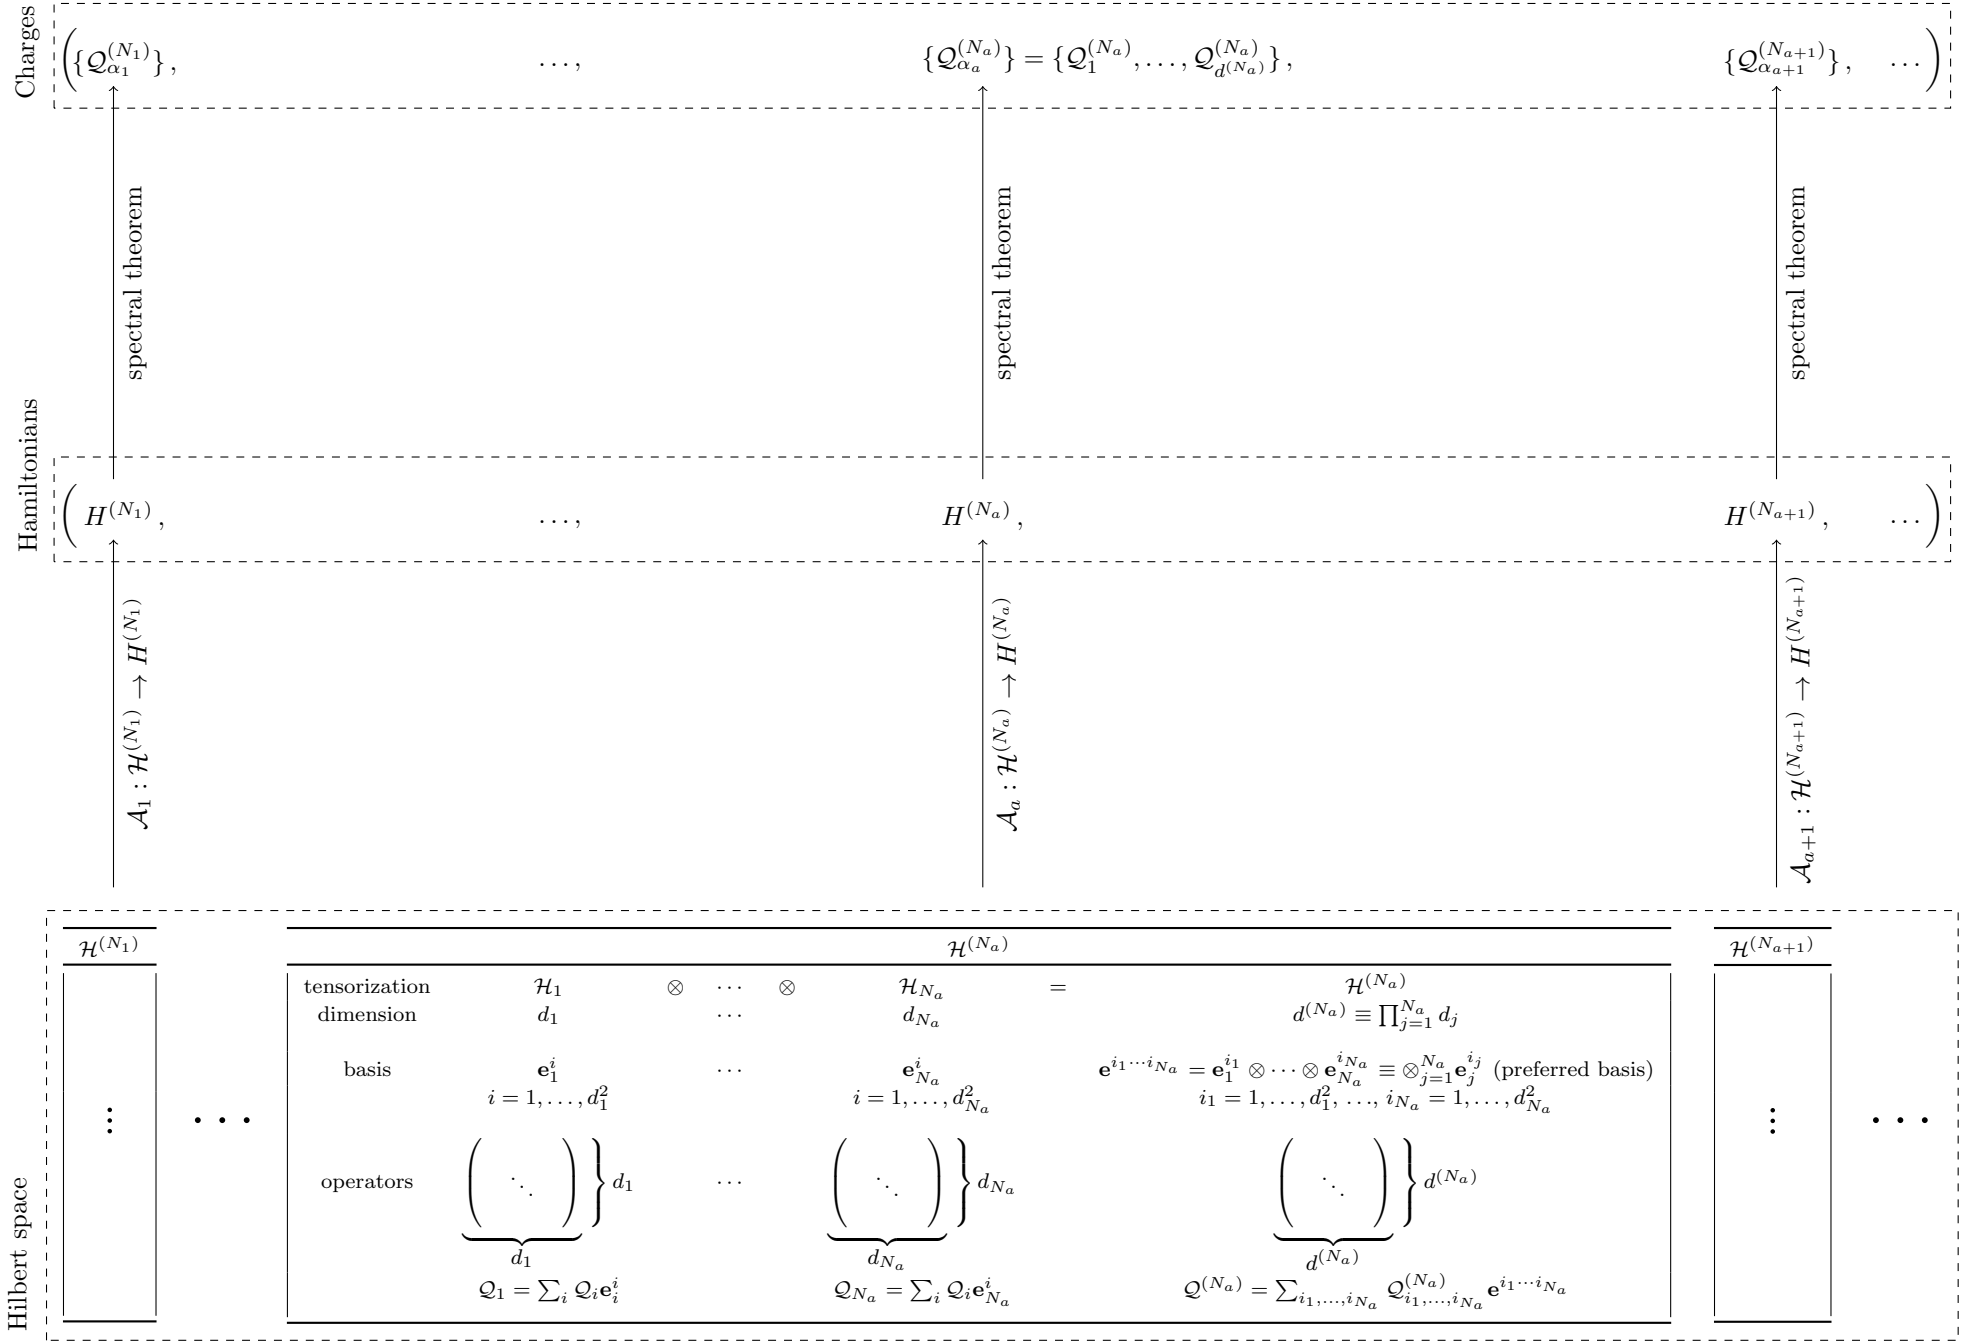 Charges
( {𝒬_{α_1}^{(N_1)}} , … , {𝒬_{α_a}^{(N_a)}} = {𝒬_1^{(N_a)}, … , 𝒬_{d^{(N_a)}}^{(N_a)}} , {𝒬_{α_{a+1}}^{(N_{a+1})}} , … )
spectral theorem
spectral theorem
spectral theorem
Hamiltonians
( H^{(N_1)} , … , H^{(N_a)} , H^{(N_{a+1})} , … )
𝒜_1 : ℋ^{(N_1)} → H^{(N_1)}
𝒜_a : ℋ^{(N_a)} → H^{(N_a)}
𝒜_{a+1} : ℋ^{(N_{a+1})} → H^{(N_{a+1})}
Hilbert space
ℋ^{(N_1)} ℋ^{(N_a)} ℋ^{(N_{a+1})}
tensorization ℋ_1 ⊗ ⋯ ⊗ ℋ_{N_a} = ℋ^{(N_a)}
dimension d_1 ⋯ d_{N_a} d^{(N_a)} ≡ ∏_{j=1}^{N_a} d_j
basis 𝐞_1^i ⋯ 𝐞_{N_a}^i 𝐞^{i_1⋯i_{N_a}} = 𝐞_1^{i_1} ⊗ ⋯ ⊗ 𝐞_{N_a}^{i_{N_a}} ≡ ⊗_{j=1}^{N_a} 𝐞_j^{i_j} (preferred basis)
i = 1, … , d_1^2 i = 1, … , d_{N_a}^2 i_1 = 1, … , d_1^2, …, i_{N_a} = 1, … , d_{N_a}^2
⋮ ⋯ ⋮ ⋯
operators ( ⋱ ) } d_1 ⋯ ( ⋱ ) } d_{N_a} ( ⋱ ) } d^{(N_a)}
d_1 d_{N_a} d^{(N_a)}
𝒬_1 = ∑_i 𝒬_i 𝐞_i^i 𝒬_{N_a} = ∑_i 𝒬_i 𝐞_{N_a}^i 𝒬^{(N_a)} = ∑_{i_1,…,i_{N_a}} 𝒬_{i_1,…,i_{N_a}}^{(N_a)} 𝐞^{i_1⋯i_{N_a}}